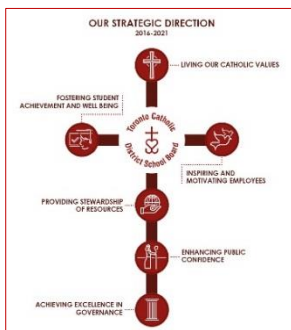 OUR STRATEGIC DIRECTION
2016-2021
LIVING OUR CATHOLIC VALUES
FOSTERING STUDENT
ACHIEVEMENT AND WELL BEING
Toronto Catholic
District School Board
INSPIRING AND
MOTIVATING EMPLOYEES
PROVIDING STEWARDSHIP
OF RESOURCES
ENHANCING PUBLIC
CONFIDENCE
ACHIEVING EXCELLENCE IN
GOVERNANCE